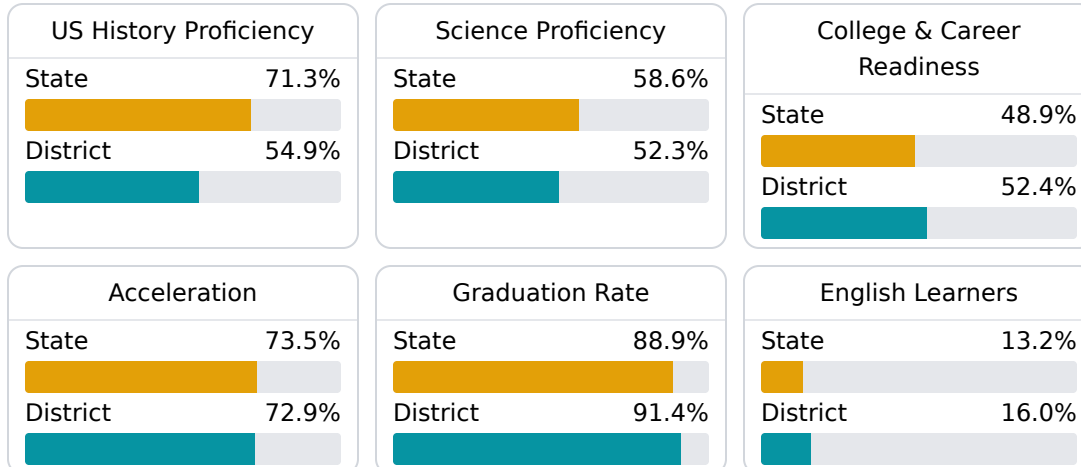 US History Proficiency
State 71.3%
District 54.9%
Science Proficiency
State 58.6%
District 52.3%
College & Career
Readiness
State 48.9%
District 52.4%
Acceleration
State 73.5%
District 72.9%
Graduation Rate
State 88.9%
District 91.4%
English Learners
State 13.2%
District 16.0%